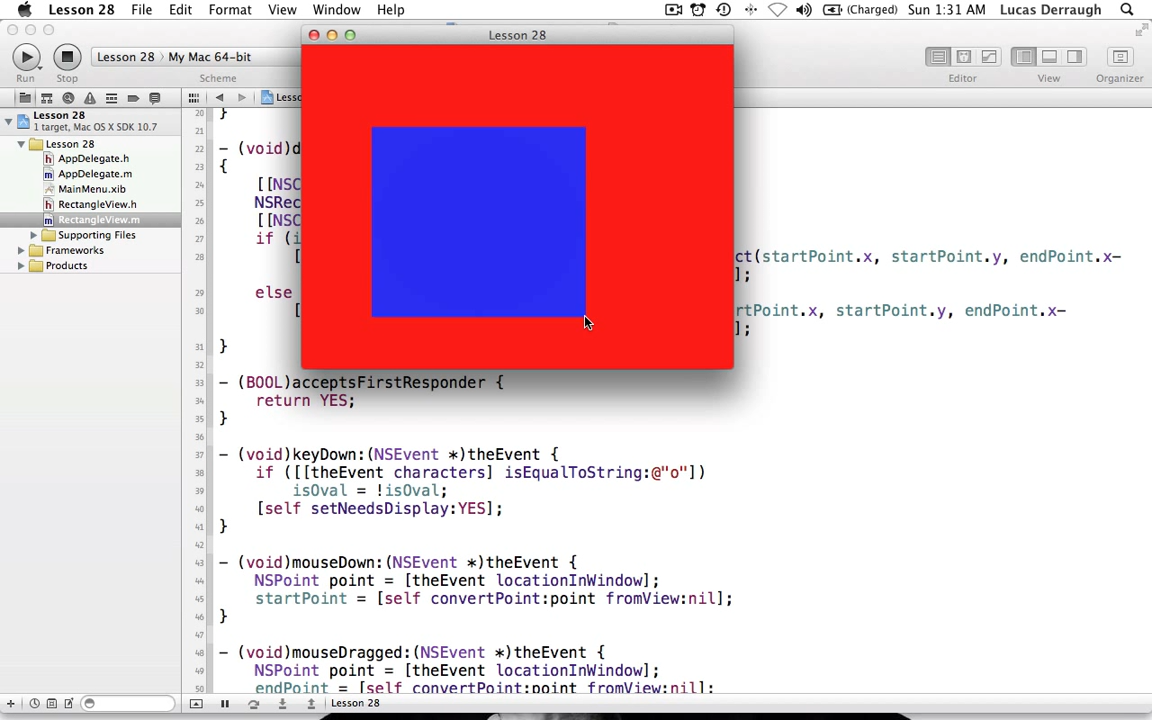 Lesson 28 File Edit Format View Window Help (Charged) Sun 1:31 AM Lucas Derraugh
Lesson 28
Lesson 28 › My Mac 64-bit
Run Stop Scheme Editor View Organizer
Lesso
Lesson 28
1 target, Mac OS X SDK 10.7
Lesson 28
AppDelegate.h
AppDelegate.m
MainMenu.xib
RectangleView.h
RectangleView.m
Supporting Files
Frameworks
Products
20 }
21
22 - (void)d
23 {
24 [[NSC
25 NSRec
26 [[NSC
27 if (i
28 [ ct(startPoint.x, startPoint.y, endPoint.x-
];
29 else
30 [ rtPoint.x, startPoint.y, endPoint.x-
];
31 }
32
33 - (BOOL)acceptsFirstResponder {
34 return YES;
35 }
36
37 - (void)keyDown:(NSEvent *)theEvent {
38 if ([[theEvent characters] isEqualToString:@"o"])
39 isOval = !isOval;
40 [self setNeedsDisplay:YES];
41 }
42
43 - (void)mouseDown:(NSEvent *)theEvent {
44 NSPoint point = [theEvent locationInWindow];
45 startPoint = [self convertPoint:point fromView:nil];
46 }
47
48 - (void)mouseDragged:(NSEvent *)theEvent {
49 NSPoint point = [theEvent locationInWindow];
50 endPoint = [self convertPoint:point fromView:nil];
Lesson 28